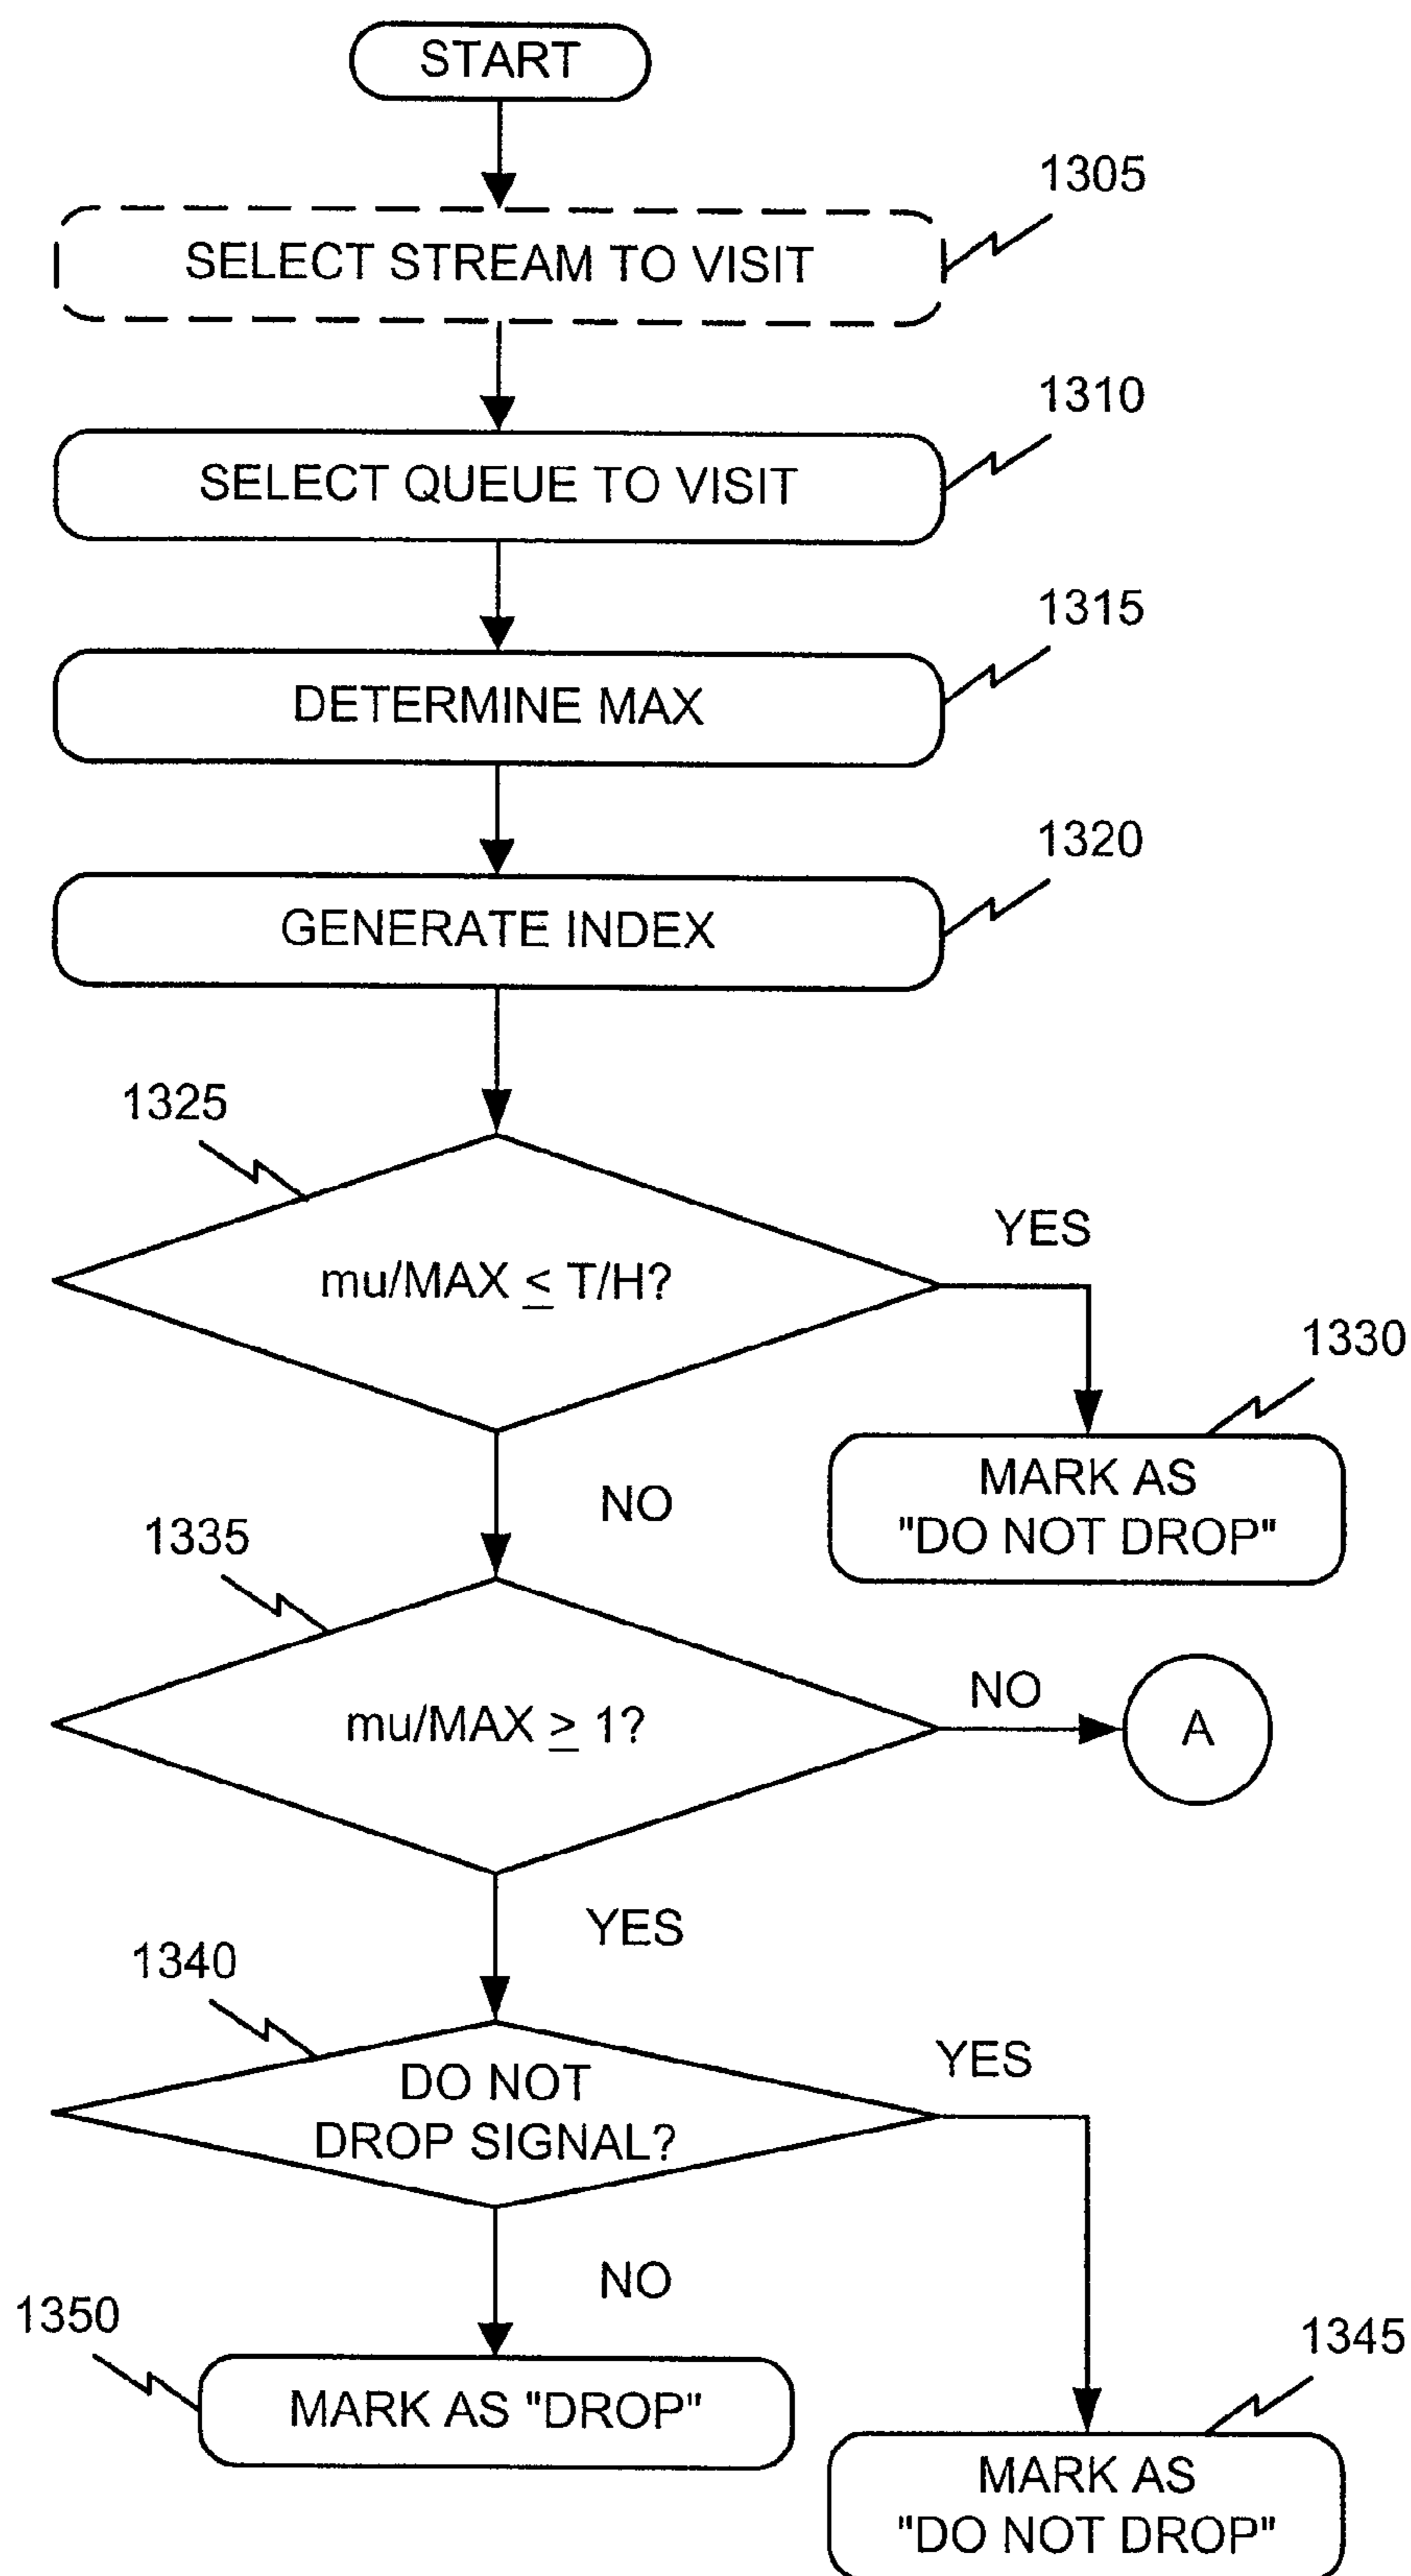 START
1305
SELECT STREAM TO VISIT
1310
SELECT QUEUE TO VISIT
1315
DETERMINE MAX
1320
GENERATE INDEX
1325
mu/MAX ≤ T/H?
YES
1330
MARK AS
"DO NOT DROP"
NO
1335
mu/MAX ≥ 1?
NO
A
YES
1340
DO NOT
DROP SIGNAL?
YES
NO
1350
MARK AS "DROP"
1345
MARK AS
"DO NOT DROP"